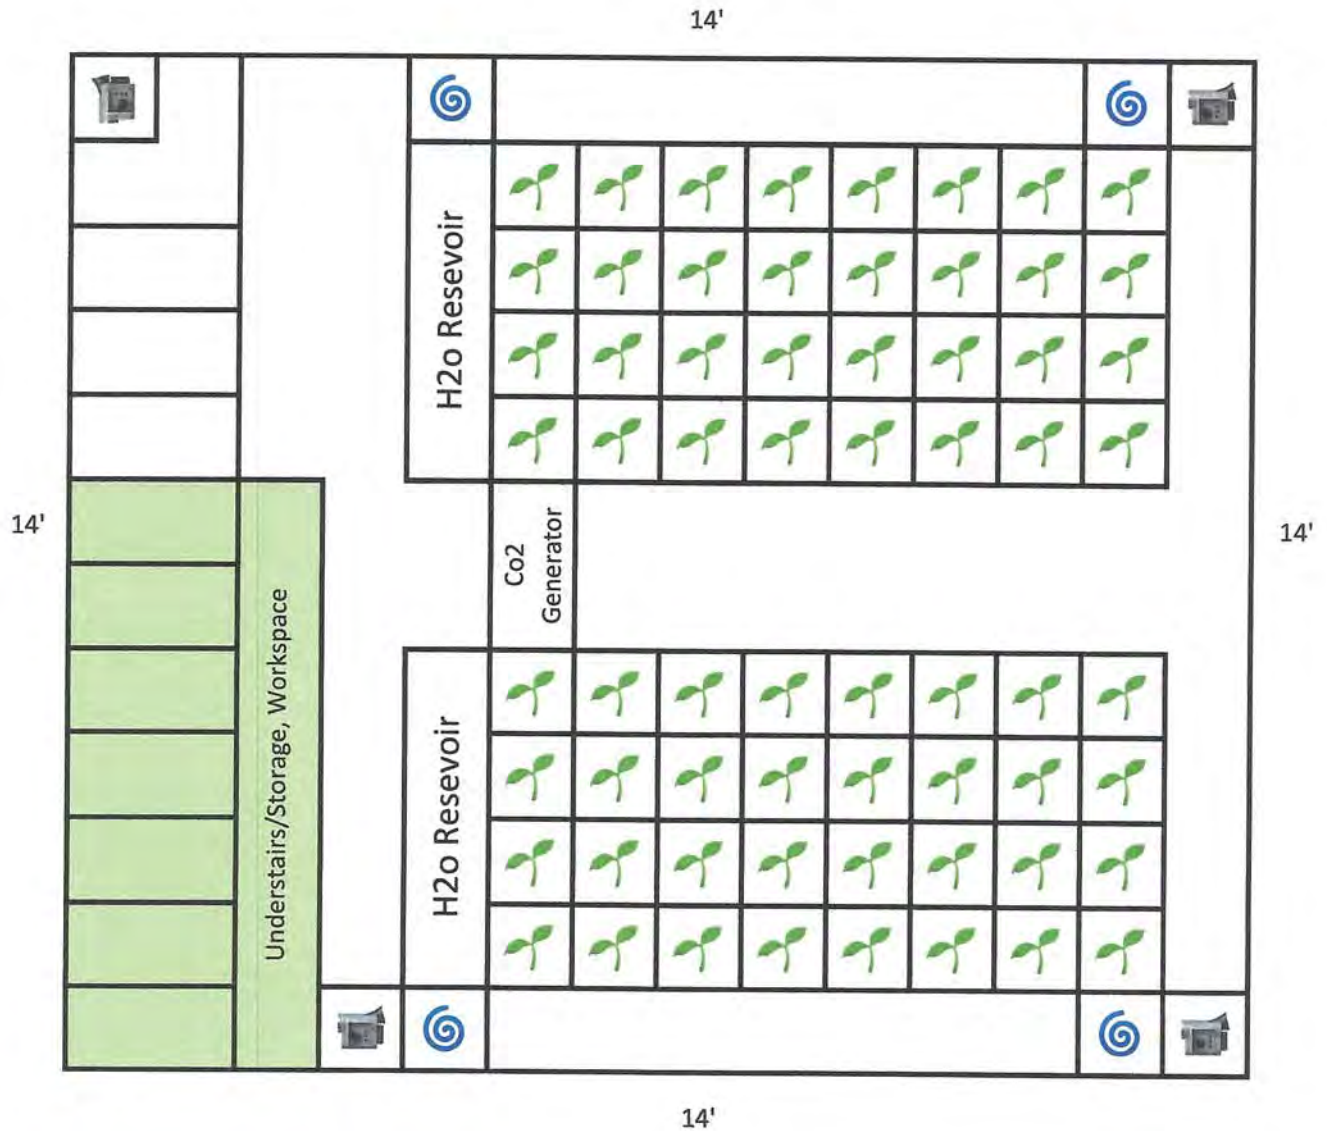 14'
H2o Resevoir
14'
Co2
Generator
14'
Understairs/Storage, Workspace
H2o Resevoir
14'